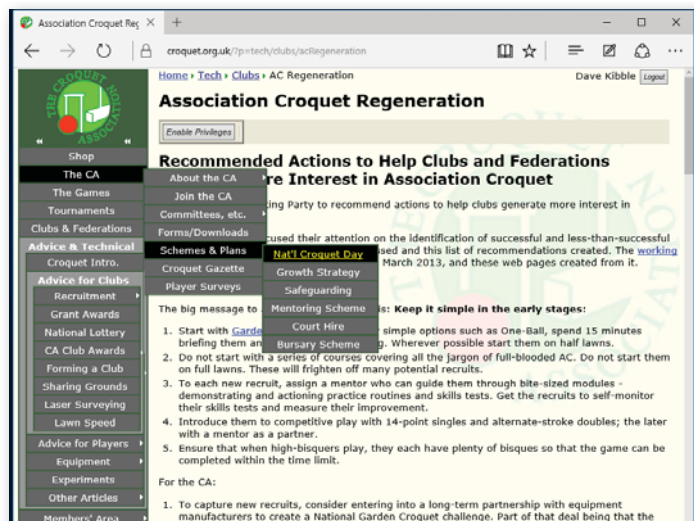 Association Croquet Reg
croquet.org.uk/?p=tech/clubs/acRegeneration
THE CROQUET ASSOCIATION
Shop
The CA
The Games
Tournaments
Clubs & Federations
Advice & Technical
Croquet Intro.
Advice for Clubs
Recruitment
Grant Awards
National Lottery
CA Club Awards
Forming a Club
Sharing Grounds
Laser Surveying
Lawn Speed
Advice for Players
Equipment
Experiments
Other Articles
Members' Area
About the CA
Join the CA
Committees, etc.
Forms/Downloads
Schemes & Plans
Croquet Gazette
Player Surveys
Nat'l Croquet Day
Growth Strategy
Safeguarding
Mentoring Scheme
Court Hire
Bursary Scheme
Home › Tech › Clubs › AC Regeneration
Dave Kibble Logout
Association Croquet Regeneration
Enable Privileges
Recommended Actions to Help Clubs and Federations
re Interest in Association Croquet
ing Party to recommend actions to help clubs generate more interest in
cused their attention on the identification of successful and less-than-successful
sed and this list of recommendations created. The working
March 2013, and these web pages created from it.
The big message to is: Keep it simple in the early stages:
1. Start with Garde simple options such as One-Ball, spend 15 minutes
briefing them an g. Wherever possible start them on half lawns.
2. Do not start with a series of courses covering all the jargon of full-blooded AC. Do not start them
on full lawns. These will frighten off many potential recruits.
3. To each new recruit, assign a mentor who can guide them through bite-sized modules -
demonstrating and actioning practice routines and skills tests. Get the recruits to self-monitor
their skills tests and measure their improvement.
4. Introduce them to competitive play with 14-point singles and alternate-stroke doubles; the later
with a mentor as a partner.
5. Ensure that when high-bisquers play, they each have plenty of bisques so that the game can be
completed within the time limit.
For the CA:
1. To capture new recruits, consider entering into a long-term partnership with equipment
manufacturers to create a National Garden Croquet challenge. Part of that deal being that the